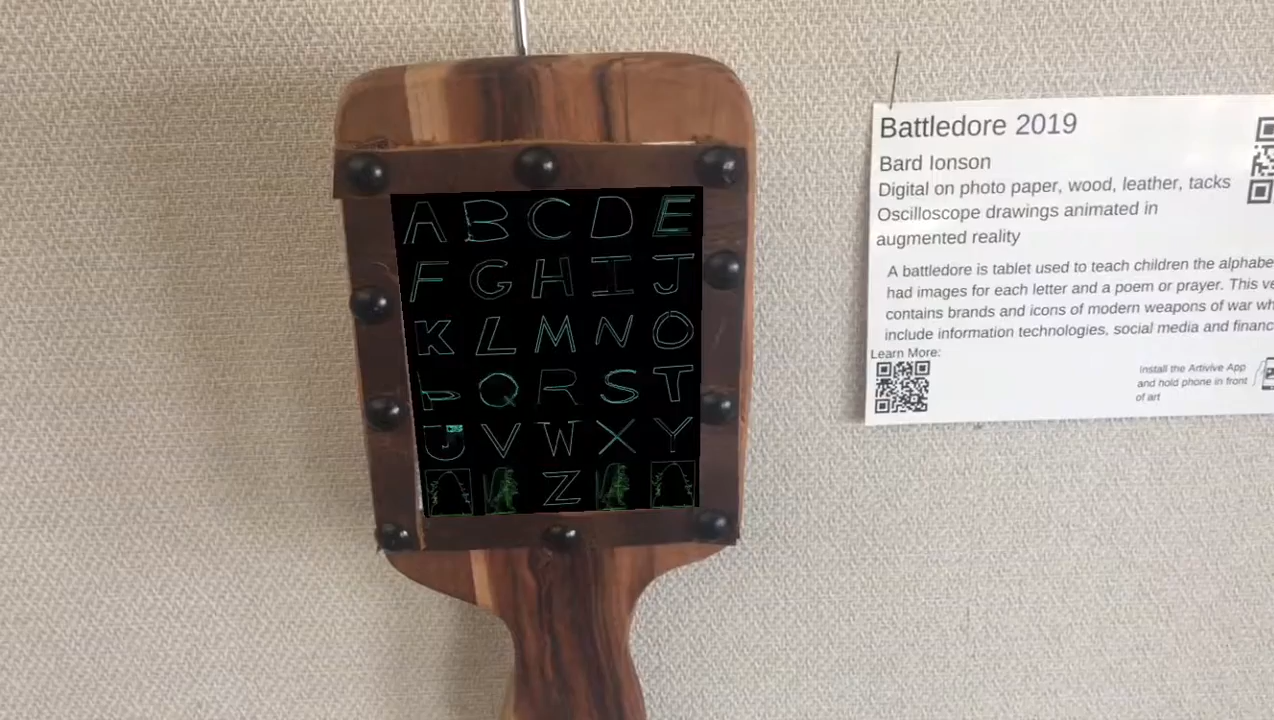 A B C D E
F G H I J
K L M N O
P Q R S T
U V W X Y
Z
Battledore 2019
Bard Ionson
Digital on photo paper, wood, leather, tacks
Oscilloscope drawings animated in
augmented reality
A battledore is tablet used to teach children the alphabe
had images for each letter and a poem or prayer. This ve
contains brands and icons of modern weapons of war wh
include information technologies, social media and financ
Learn More:
Install the Artivive App
and hold phone in front
of art